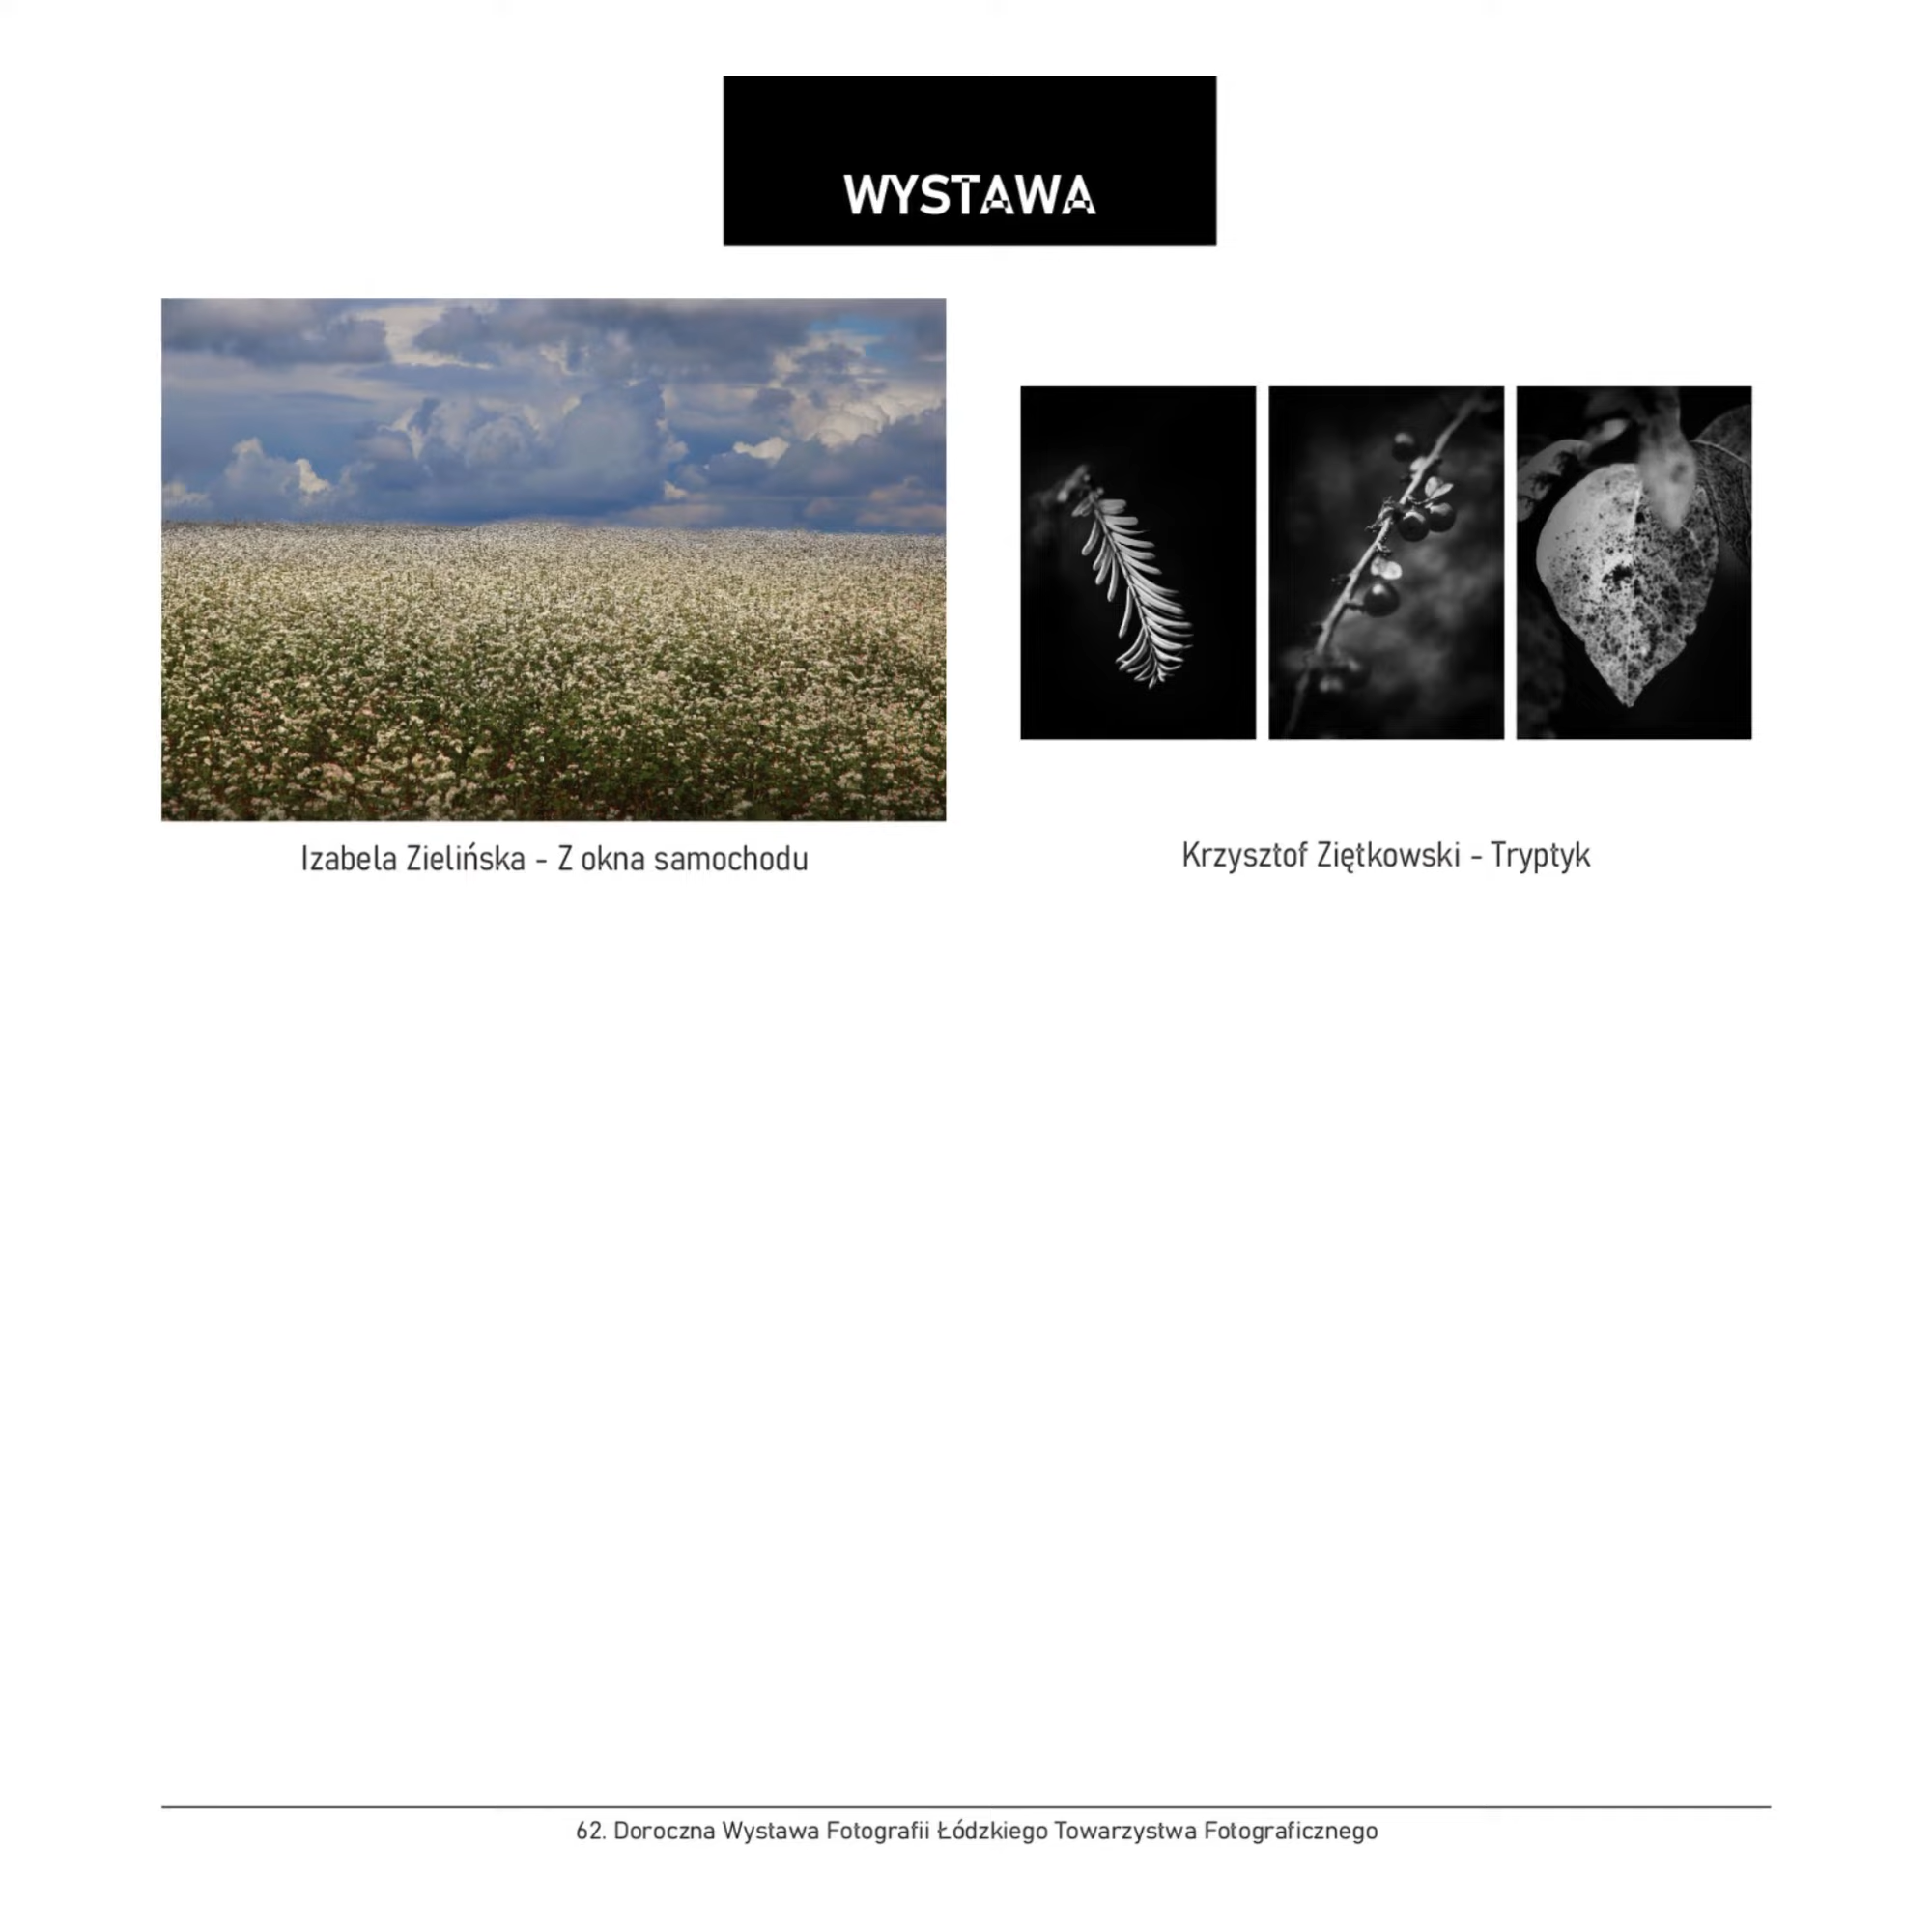 WYSTAWA
Izabela Zielińska - Z okna samochodu
Krzysztof Ziętkowski - Tryptyk
62. Doroczna Wystawa Fotografii Łódzkiego Towarzystwa Fotograficznego